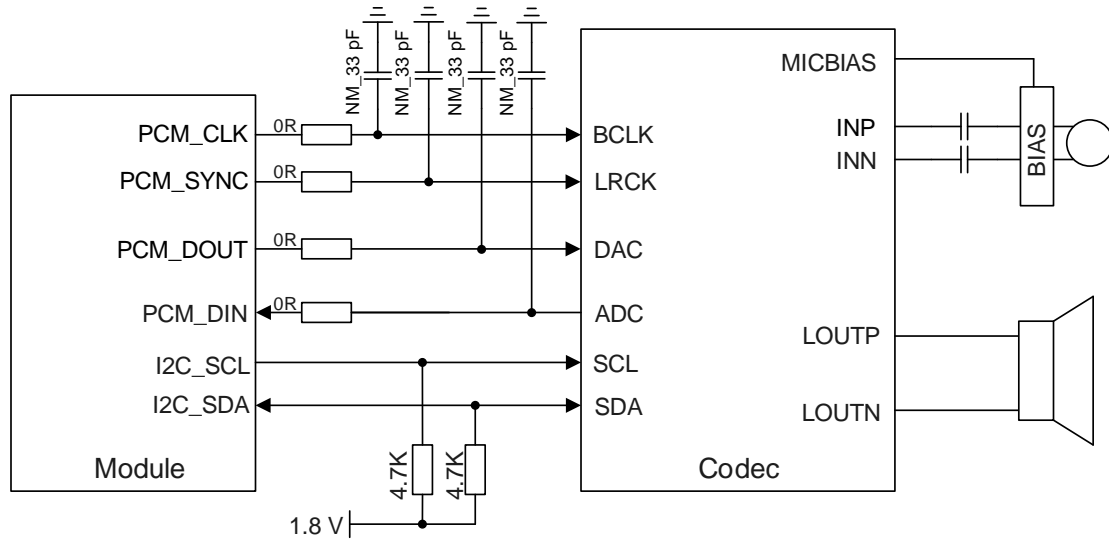 NM_33 pF
NM_33 pF
NM_33 pF
NM_33 pF
MICBIAS
PCM_CLK
0R
BCLK
INP
PCM_SYNC
0R
LRCK
INN
BIAS
PCM_DOUT
0R
DAC
PCM_DIN
0R
ADC
LOUTP
I2C_SCL
SCL
I2C_SDA
SDA
LOUTN
Module
4.7K
4.7K
Codec
1.8 V